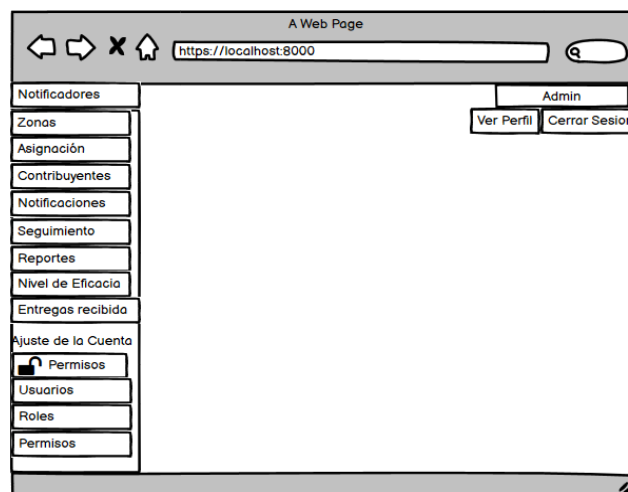 A Web Page
https://localhost:8000
Notificadores
Admin
Zonas
Ver Perfil
Cerrar Sesion
Asignación
Contribuyentes
Notificaciones
Seguimiento
Reportes
Nivel de Eficacia
Entregas recibida
Ajuste de la Cuenta
Permisos
Usuarios
Roles
Permisos